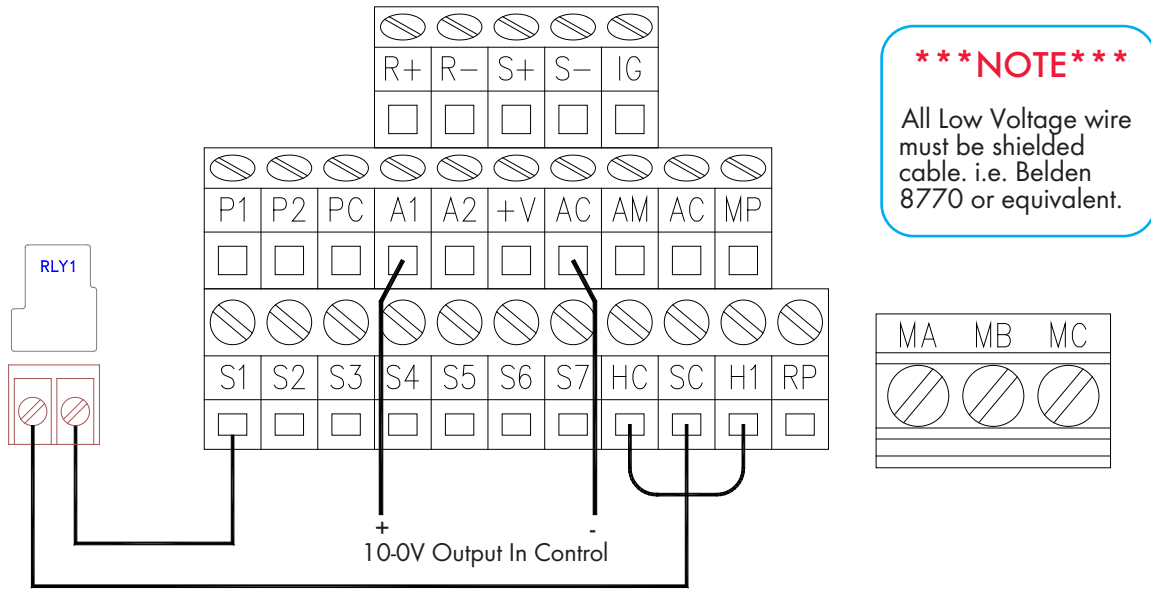 R+ R- S+ S- IG
***NOTE***
All Low Voltage wire
must be shielded
cable. i.e. Belden
8770 or equivalent.
P1 P2 PC A1 A2 +V AC AM AC MP
RLY1
MA MB MC
S1 S2 S3 S4 S5 S6 S7 HC SC H1 RP
+ -
10-0V Output In Control